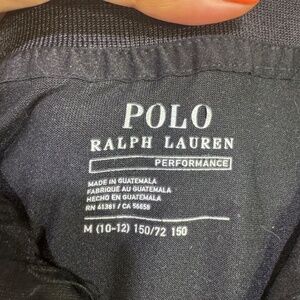 POLO
RALPH LAUREN
PERFORMANCE
MADE IN GUATEMALA
FABRIQUÉ AU GUATEMALA
HECHO EN GUATEMALA
RN 41381 / CA 56658
M (10-12) 150/72 150